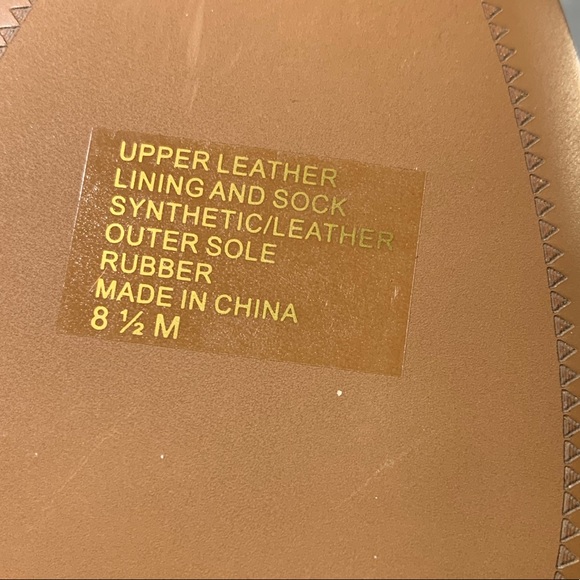 UPPER LEATHER
LINING AND SOCK
SYNTHETIC/LEATHER
OUTER SOLE
RUBBER
MADE IN CHINA
8 ½ M